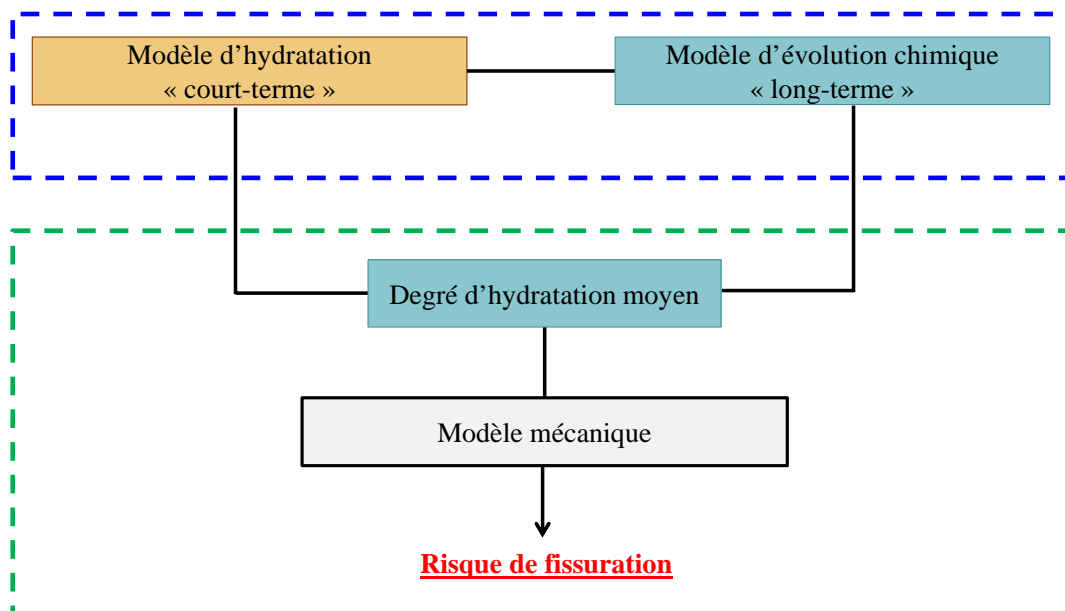 Modèle d’hydratation
« court-terme »
Modèle d’évolution chimique
« long-terme »
Degré d’hydratation moyen
Modèle mécanique
Risque de fissuration